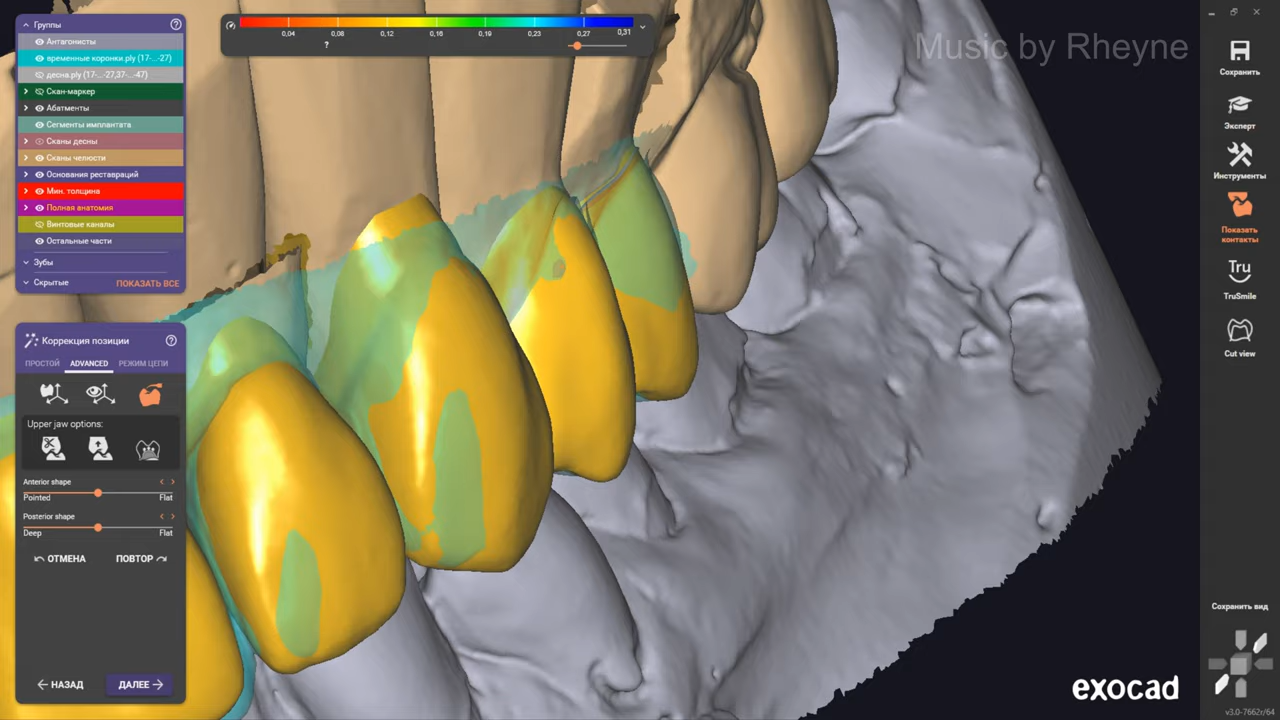 Группы
Антагонисты
временные коронки.ply (17-...-27)
десна.ply (17-...-27,37-...-47)
Скан-маркер
Абатменты
Сегменты имплантата
Сканы десны
Сканы челюсти
Основания реставраций
Мин. толщина
Полная анатомия
Винтовые каналы
Остальные части
Зубы
Скрытые
ПОКАЗАТЬ ВСЕ
0,04 0,08 0,12 0,16 0,19 0,23 0,27 0,31
?
Music by Rheyne
Сохранить
Эксперт
Инструменты
Показать
контакты
Tru
TruSmile
Cut view
Коррекция позиции
ПРОСТОЙ ADVANCED РЕЖИМ ЦЕПИ
Upper jaw options:
Anterior shape
Pointed Flat
Posterior shape
Deep Flat
ОТМЕНА ПОВТОР
НАЗАД ДАЛЕЕ
Сохранить вид
exocad
v3.0-7662r/64